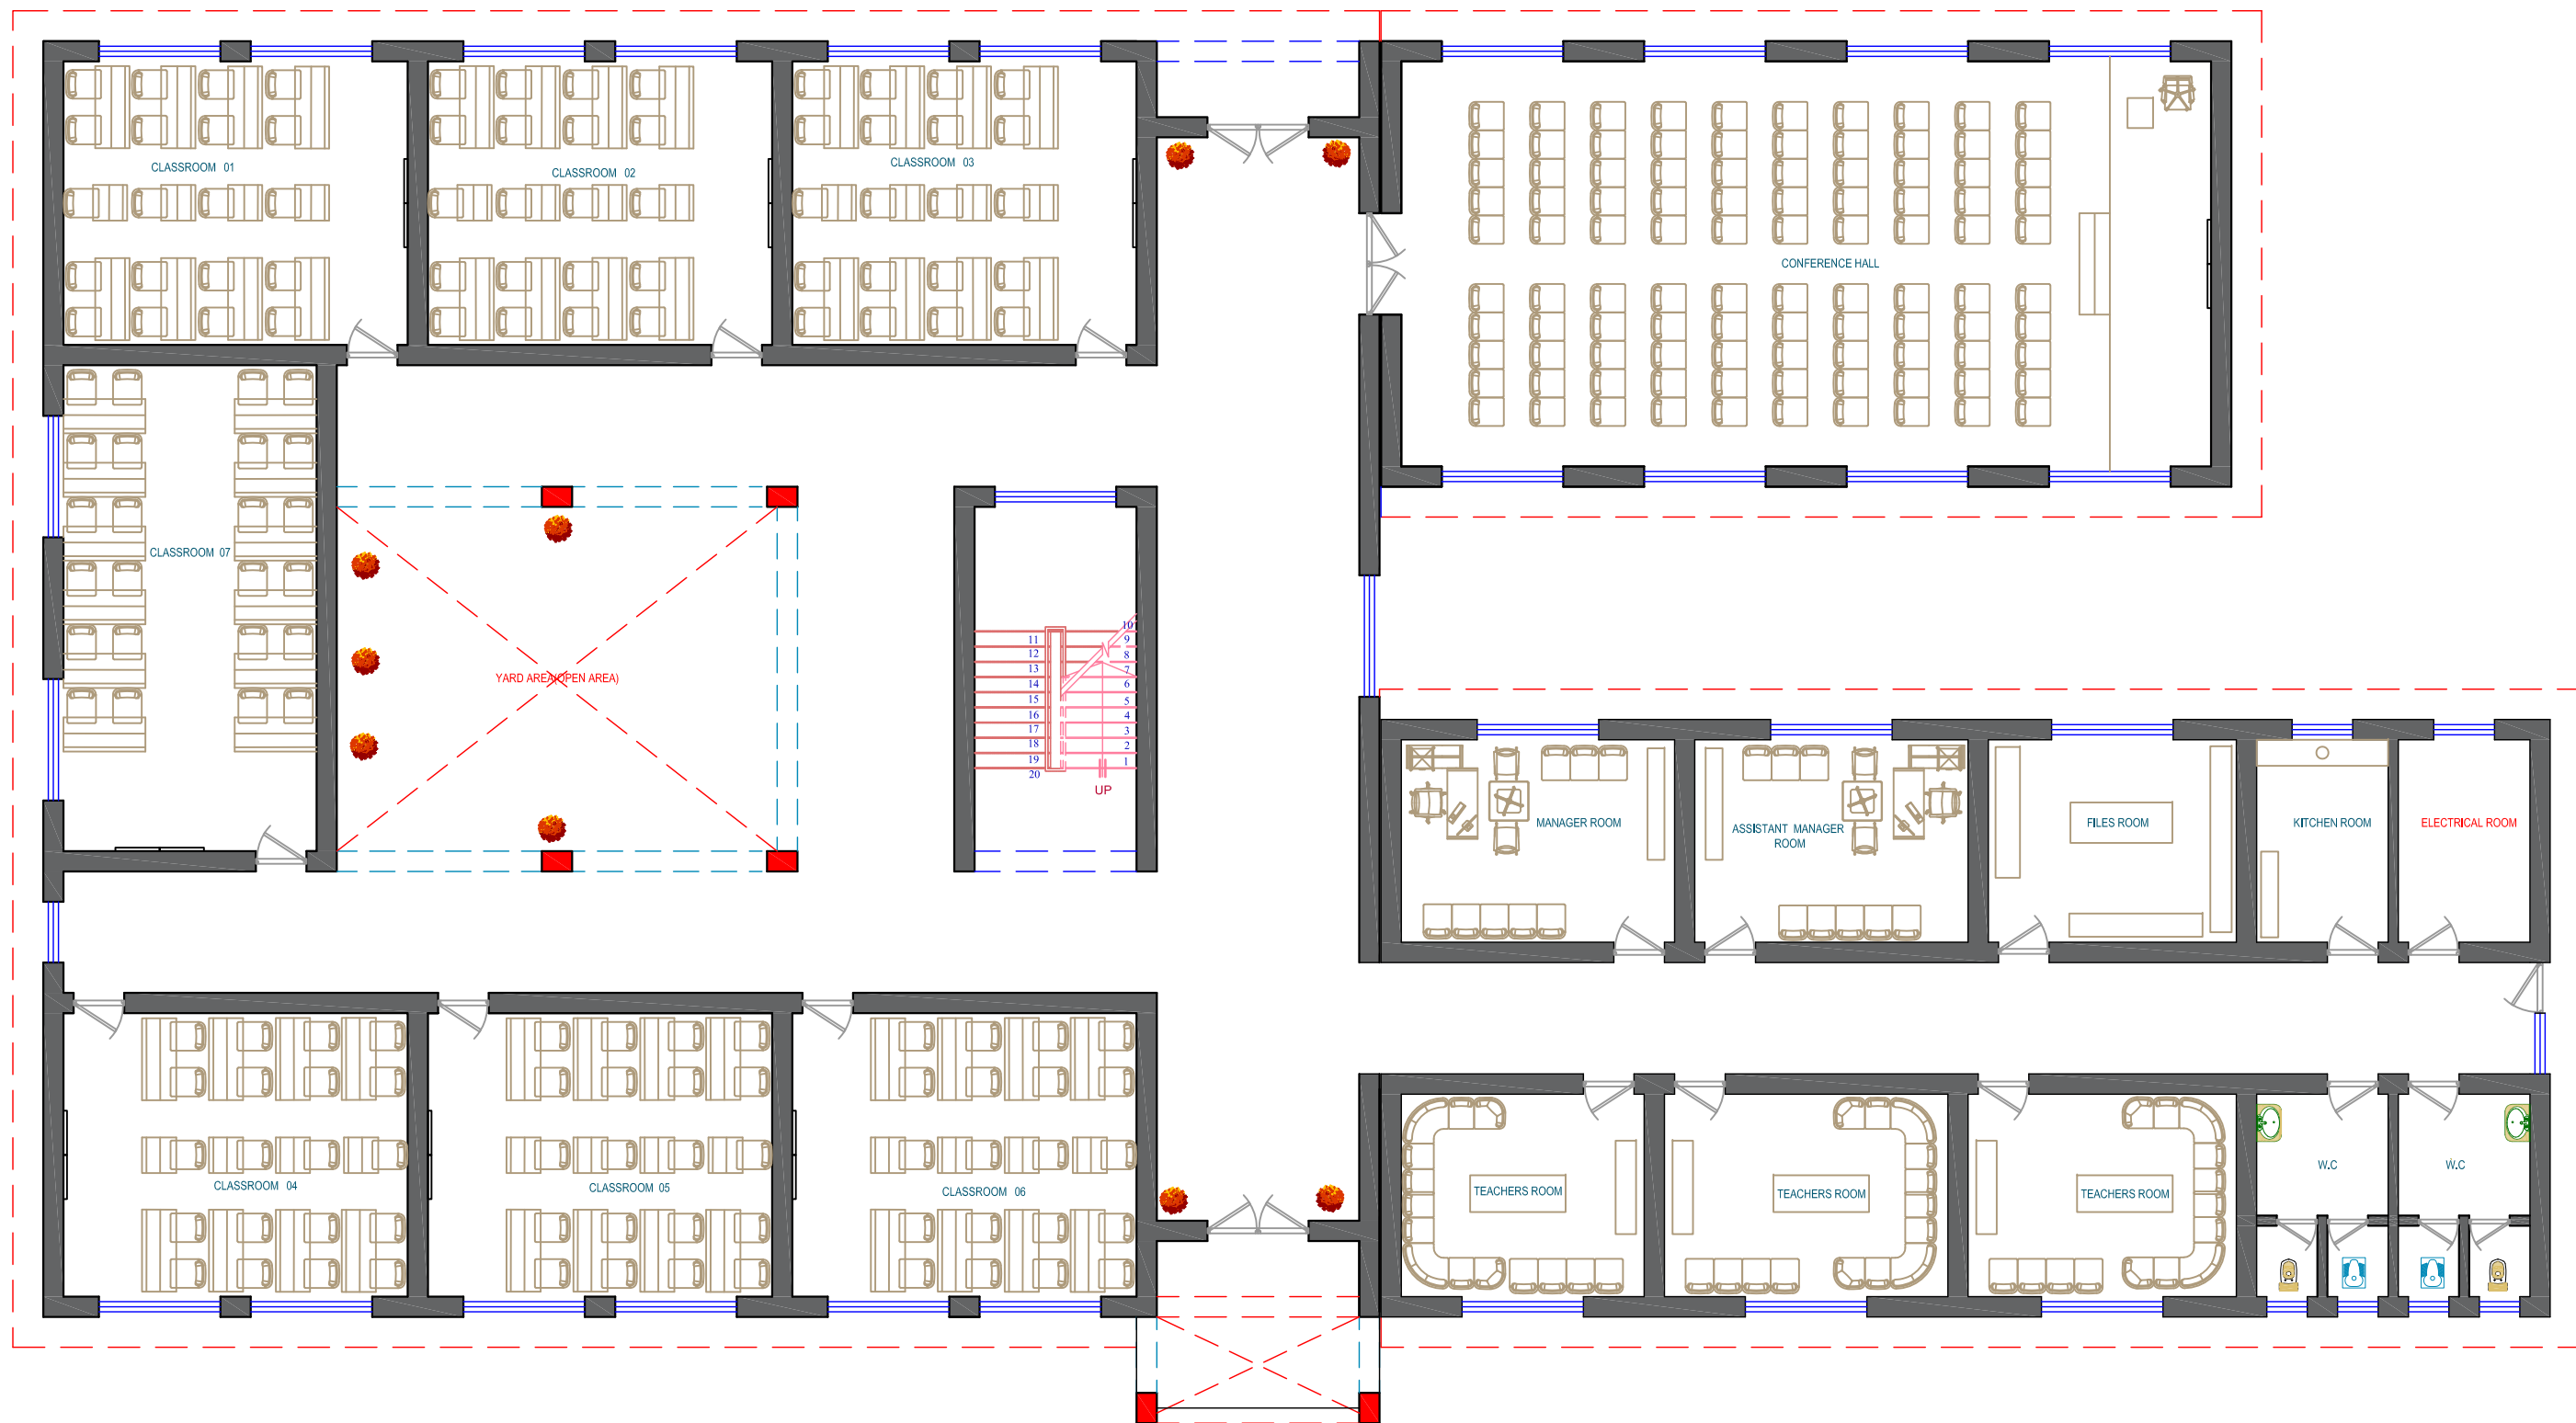 CLASSROOM 01
CLASSROOM 02
CLASSROOM 03
CONFERENCE HALL
CLASSROOM 07
YARD AREA(OPEN AREA)
10
11
9
12
8
13
7
14
6
15
5
16
4
17
3
18
2
19
1
20
UP
MANAGER ROOM
ASSISTANT MANAGER
ROOM
FILES ROOM
KITCHEN ROOM
ELECTRICAL ROOM
CLASSROOM 04
CLASSROOM 05
CLASSROOM 06
TEACHERS ROOM
TEACHERS ROOM
TEACHERS ROOM
W.C
W.C